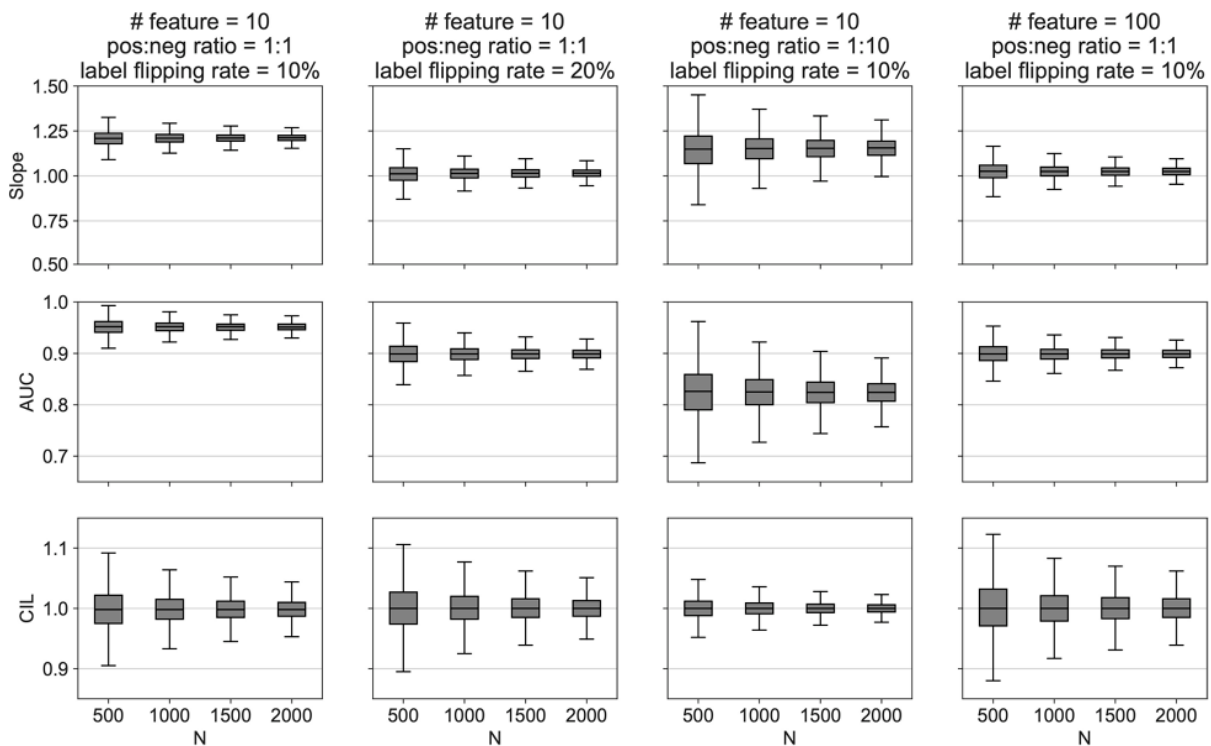 # feature = 10
pos:neg ratio = 1:1
label flipping rate = 10%
# feature = 10
pos:neg ratio = 1:1
label flipping rate = 20%
# feature = 10
pos:neg ratio = 1:10
label flipping rate = 10%
# feature = 100
pos:neg ratio = 1:1
label flipping rate = 10%
Slope
1.50
1.25
1.00
0.75
0.50
AUC
1.0
0.9
0.8
0.7
CIL
1.1
1.0
0.9
500 1000 1500 2000
N
500 1000 1500 2000
N
500 1000 1500 2000
N
500 1000 1500 2000
N